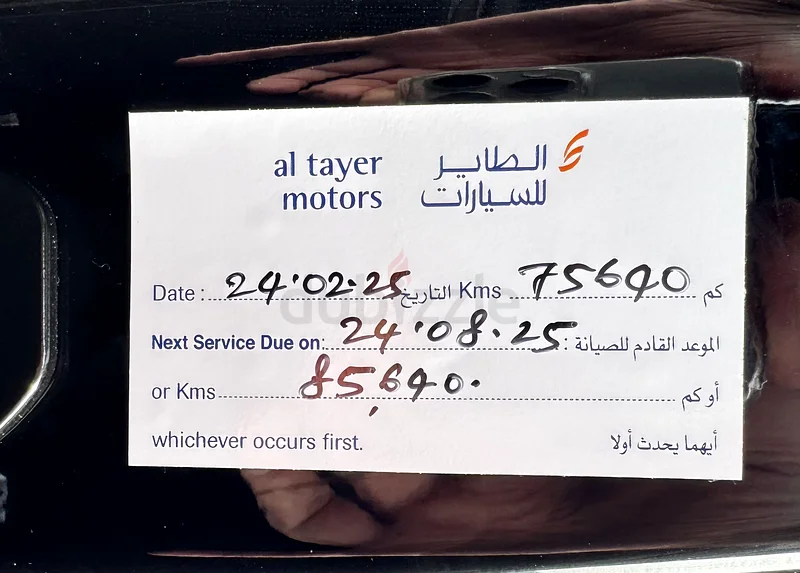 al tayer الطاير
motors للسيارات
Date : 24.02.25 التاريخ Kms 75640 كم
Next Service Due on: 24.08.25 : الموعد القادم للصيانة
or Kms 85,640. أو كم
whichever occurs first. أيهما يحدث أولا
dubizzle